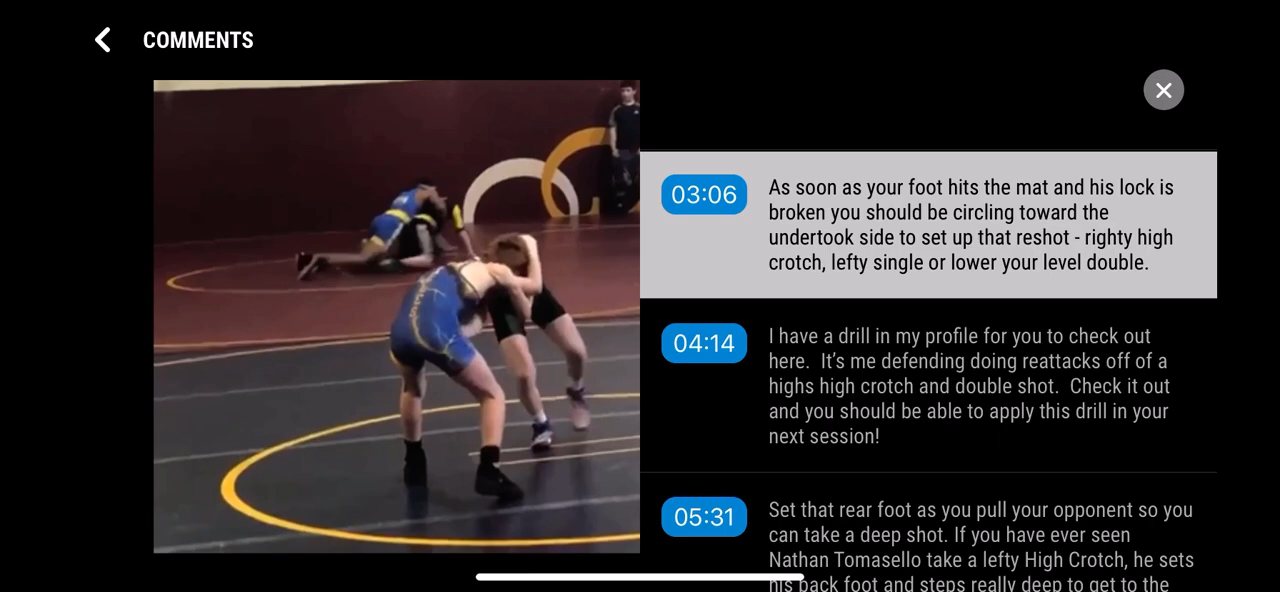 COMMENTS
03:06
As soon as your foot hits the mat and his lock is
broken you should be circling toward the
undertook side to set up that reshot - righty high
crotch, lefty single or lower your level double.
04:14
I have a drill in my profile for you to check out
here.  It’s me defending doing reattacks off of a
highs high crotch and double shot.  Check it out
and you should be able to apply this drill in your
next session!
05:31
Set that rear foot as you pull your opponent so you
can take a deep shot. If you have ever seen
Nathan Tomasello take a lefty High Crotch, he sets
his back foot and steps really deep to get to the